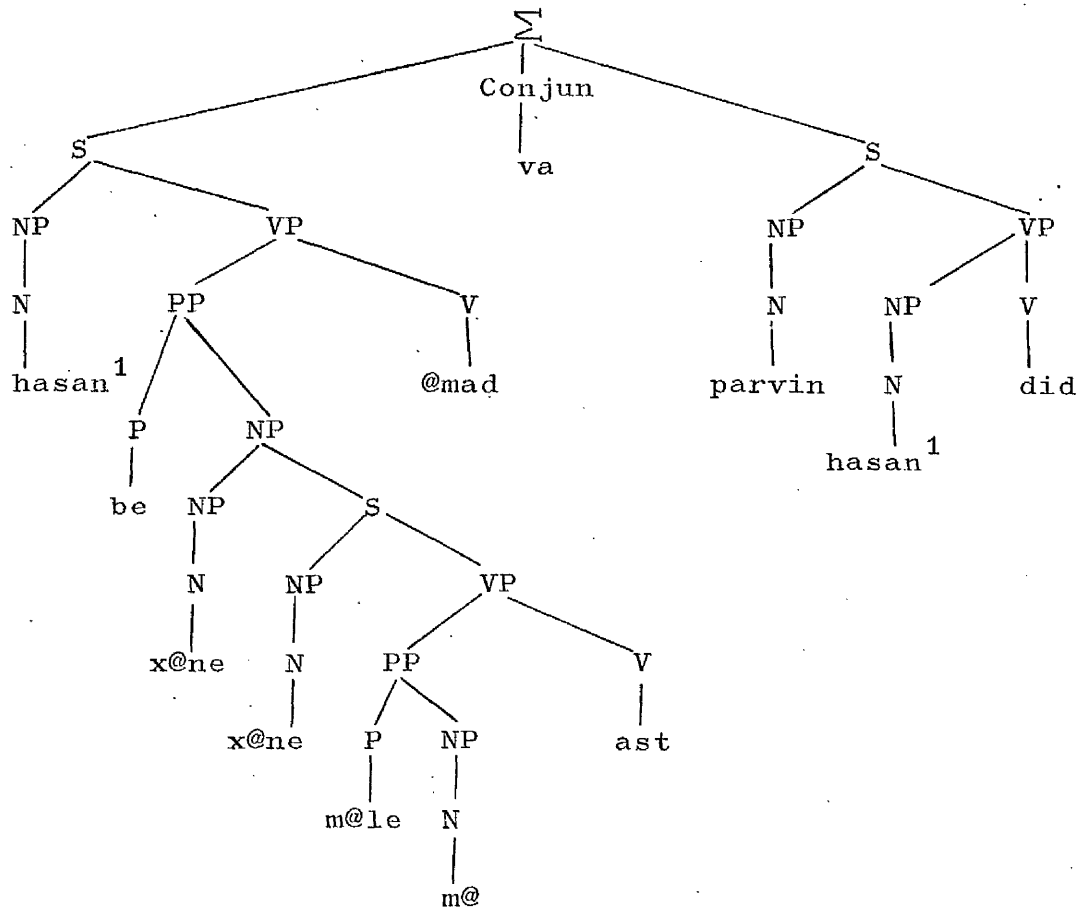 Σ
Conjun
S va S
NP VP NP VP
N PP V N NP V
hasan¹ @mad parvin N did
P NP hasan¹
be NP S
N NP VP
x@ne N PP V
x@ne P NP ast
m@le N
m@